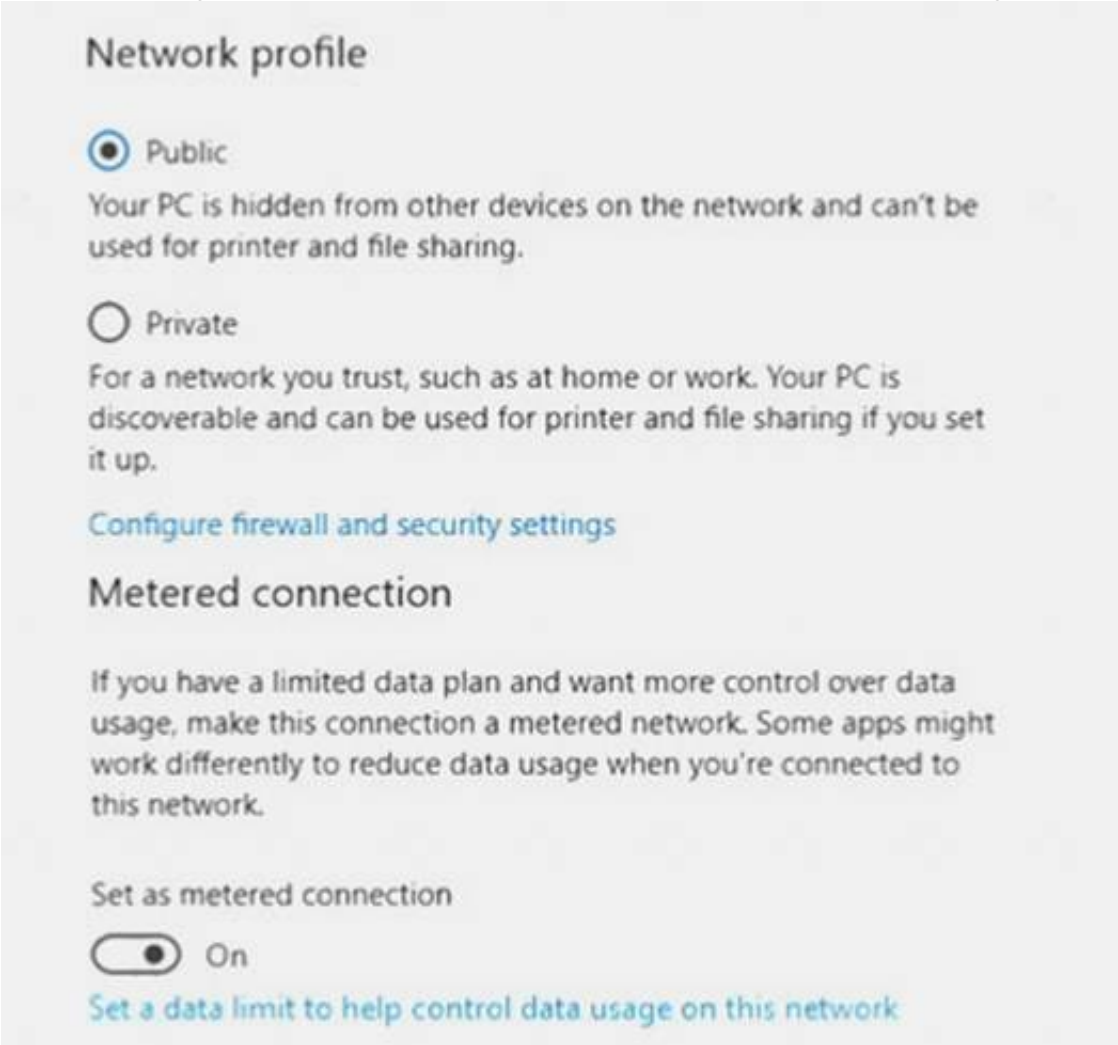 Network profile
Public
Your PC is hidden from other devices on the network and can't be
used for printer and file sharing.
Private
For a network you trust, such as at home or work. Your PC is
discoverable and can be used for printer and file sharing if you set
it up.
Configure firewall and security settings
Metered connection
If you have a limited data plan and want more control over data
usage, make this connection a metered network. Some apps might
work differently to reduce data usage when you're connected to
this network.
Set as metered connection
On
Set a data limit to help control data usage on this network